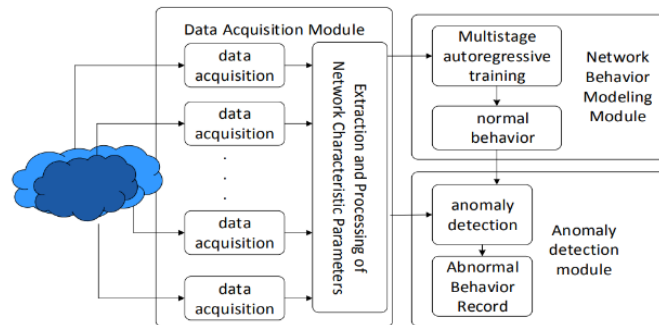 Data Acquisition Module
data
acquisition
data
acquisition
.
.
.
data
acquisition
data
acquisition
Extraction and Processing of
Network Characteristic Parameters
Multistage
autoregressive
training
normal
behavior
Network
Behavior
Modeling
Module
anomaly
detection
Abnormal
Behavior
Record
Anomaly
detection
module